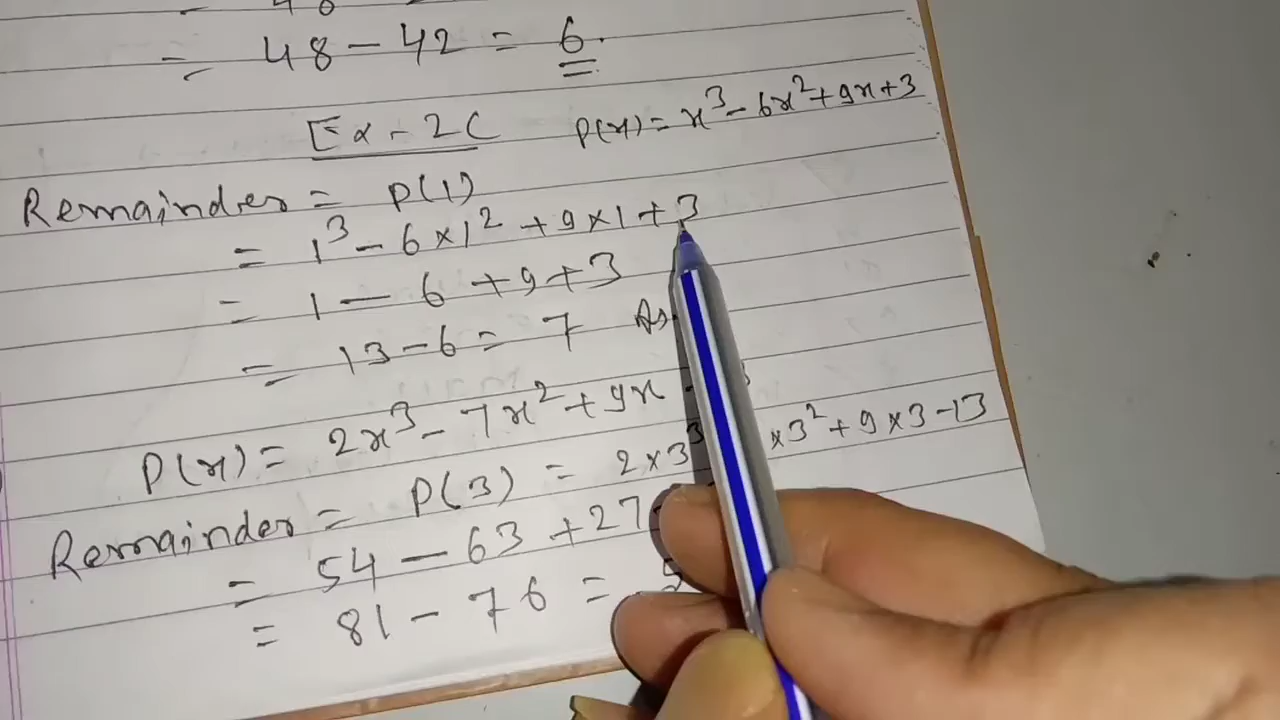 = 48
= 48 - 42 = 6.
Ex - 2C P(x) = x³ - 6x² + 9x + 3
Remainder = P(1)
= 1³ - 6×1² + 9×1 + 3
= 1 - 6 + 9 + 3
= 13 - 6 = 7
P(x) = 2x³ - 7x² + 9x -
Remainder = P(3) = 2×3³ ×3² + 9×3 - 13
= 54 - 63 + 27
= 81 - 76 = 5